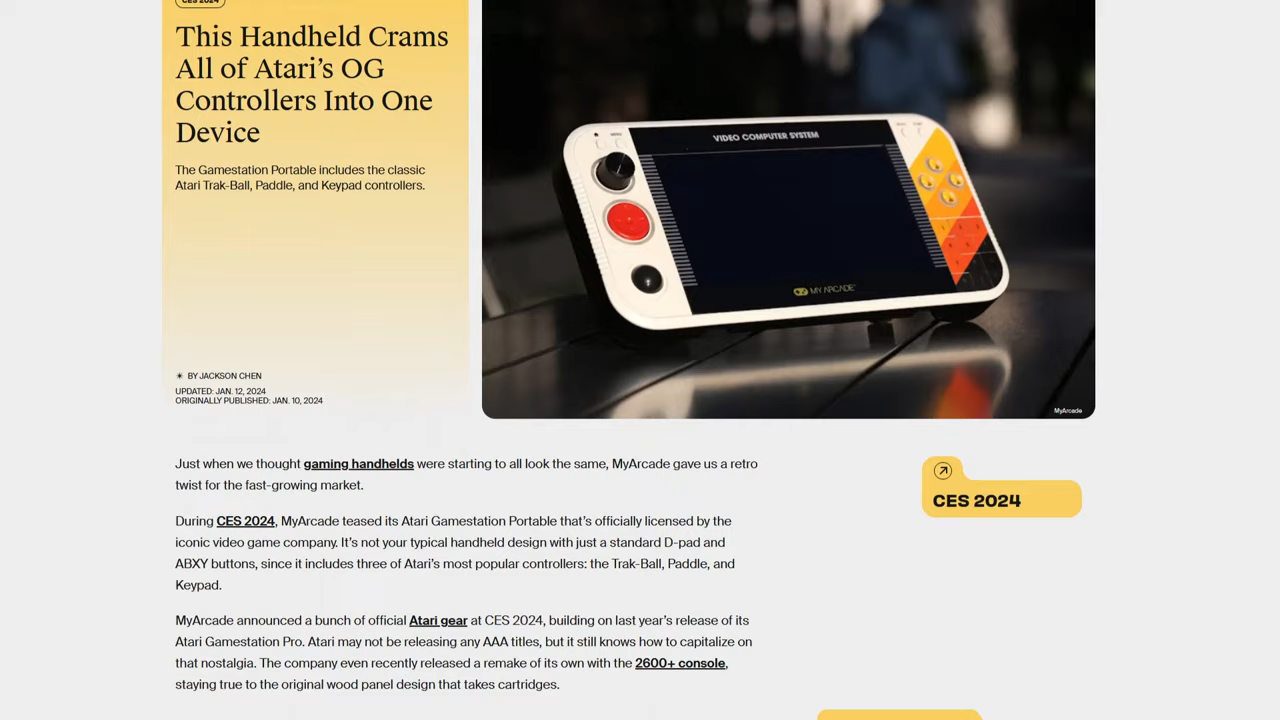 CES 2024
This Handheld Crams
All of Atari’s OG
Controllers Into One
Device
The Gamestation Portable includes the classic
Atari Trak-Ball, Paddle, and Keypad controllers.
BY JACKSON CHEN
UPDATED: JAN. 12, 2024
ORIGINALLY PUBLISHED: JAN. 10, 2024
MENU
VIDEO COMPUTER SYSTEM
MY ARCADE
MyArcade
Just when we thought gaming handhelds were starting to all look the same, MyArcade gave us a retro
twist for the fast-growing market.
During CES 2024, MyArcade teased its Atari Gamestation Portable that’s officially licensed by the
iconic video game company. It’s not your typical handheld design with just a standard D-pad and
ABXY buttons, since it includes three of Atari’s most popular controllers: the Trak-Ball, Paddle, and
Keypad.
MyArcade announced a bunch of official Atari gear at CES 2024, building on last year’s release of its
Atari Gamestation Pro. Atari may not be releasing any AAA titles, but it still knows how to capitalize on
that nostalgia. The company even recently released a remake of its own with the 2600+ console,
staying true to the original wood panel design that takes cartridges.
CES 2024